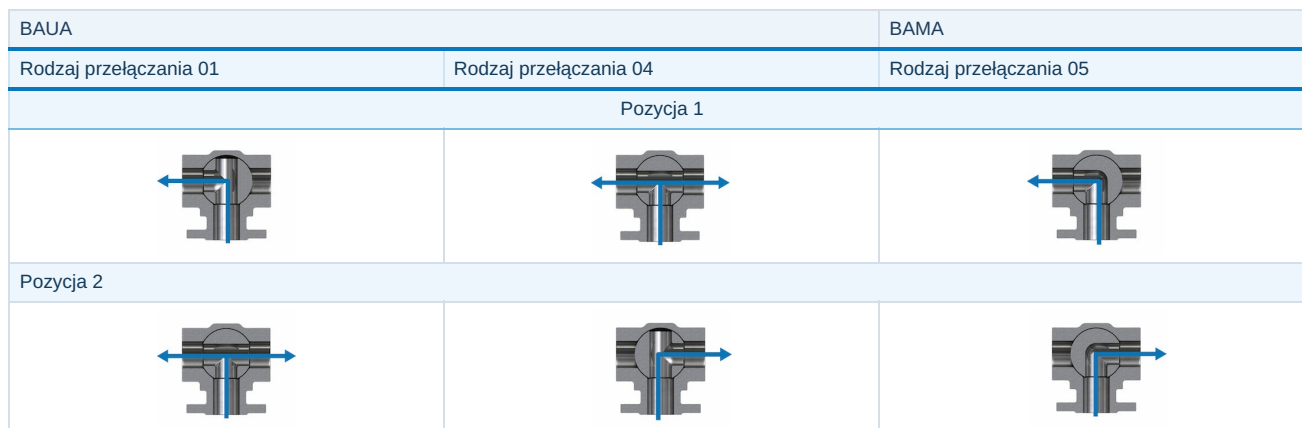 BAUA
BAMA
Rodzaj przełączania 01
Rodzaj przełączania 04
Rodzaj przełączania 05
Pozycja 1
Pozycja 2